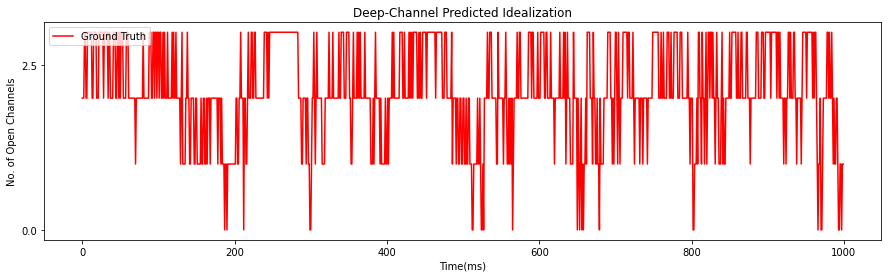 Deep-Channel Predicted Idealization
Ground Truth
No. of Open Channels
2.5
0.0
0
200
400
600
800
1000
Time(ms)